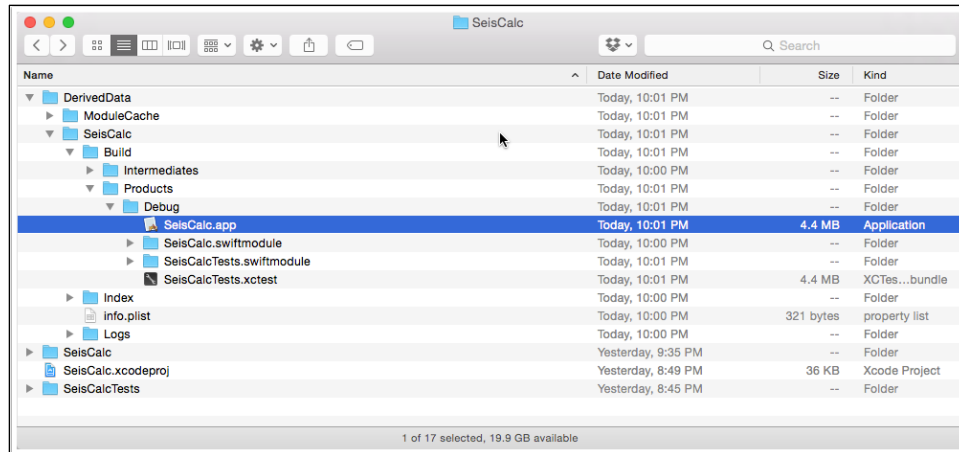 SeisCalc
Search
Name Date Modified Size Kind
DerivedData Today, 10:01 PM -- Folder
ModuleCache Today, 10:01 PM -- Folder
SeisCalc Today, 10:01 PM -- Folder
Build Today, 10:01 PM -- Folder
Intermediates Today, 10:00 PM -- Folder
Products Today, 10:01 PM -- Folder
Debug Today, 10:01 PM -- Folder
SeisCalc.app Today, 10:01 PM 4.4 MB Application
SeisCalc.swiftmodule Today, 10:00 PM -- Folder
SeisCalcTests.swiftmodule Today, 10:00 PM -- Folder
SeisCalcTests.xctest Today, 10:01 PM 4.4 MB XCTes...bundle
Index Today, 10:00 PM -- Folder
info.plist Today, 10:00 PM 321 bytes property list
Logs Today, 10:00 PM -- Folder
SeisCalc Yesterday, 9:35 PM -- Folder
SeisCalc.xcodeproj Yesterday, 8:49 PM 36 KB Xcode Project
SeisCalcTests Yesterday, 8:45 PM -- Folder
1 of 17 selected, 19.9 GB available